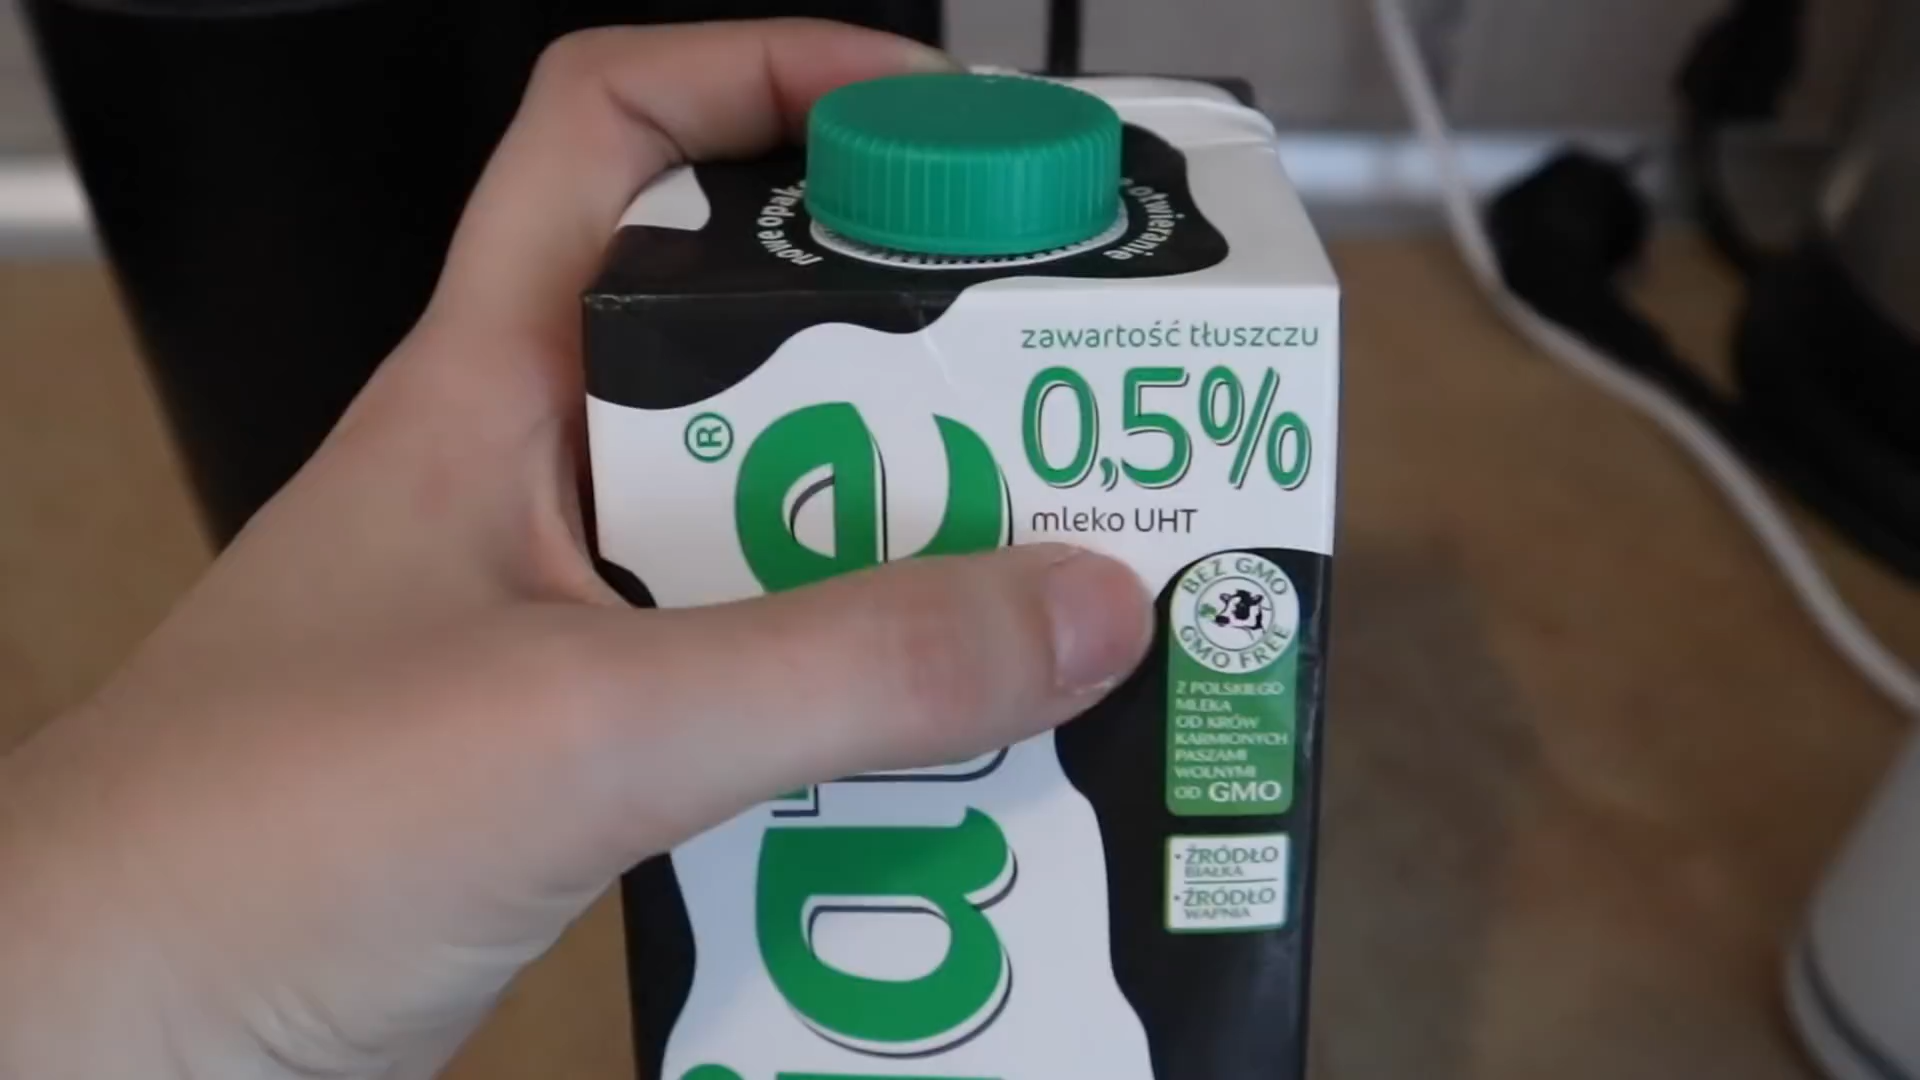 nowe
otwieranie
zawartość tłuszczu
0,5%
mleko UHT
®
BEZ GMO
GMO FREE
Z POLSKIEGO
MLEKA
OD KRÓW
KARMIONYCH
PASZAMI
WOLNYMI
OD GMO
• ŹRÓDŁO
BIAŁKA
• ŹRÓDŁO
WAPNIA